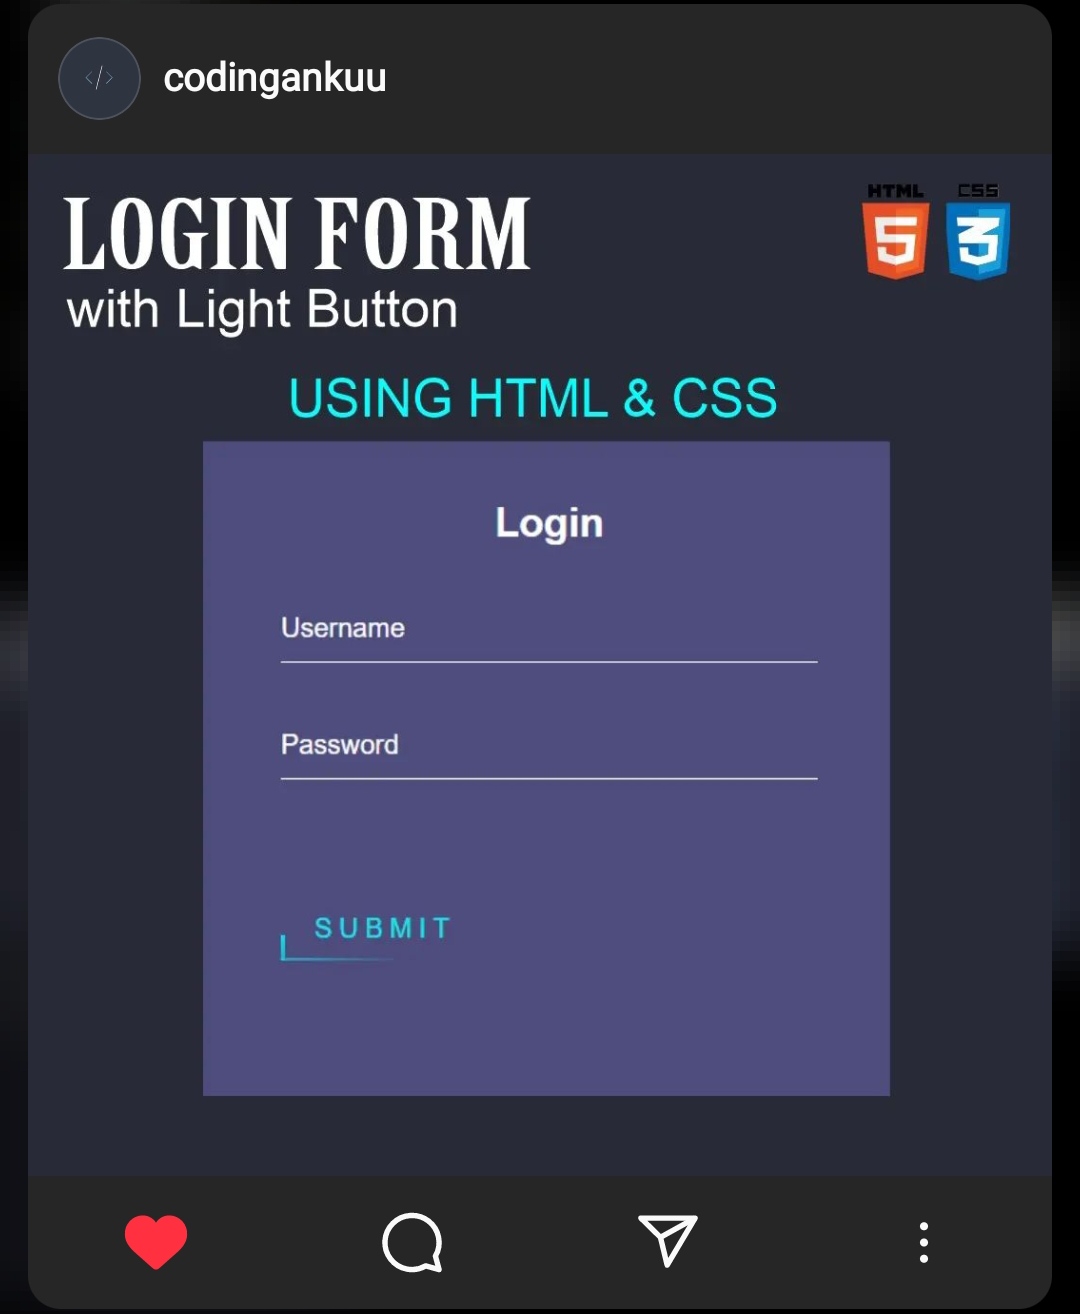 </> codingankuu
LOGIN FORM
HTML CSS
5 3
with Light Button
USING HTML & CSS
Login
Username
Password
SUBMIT